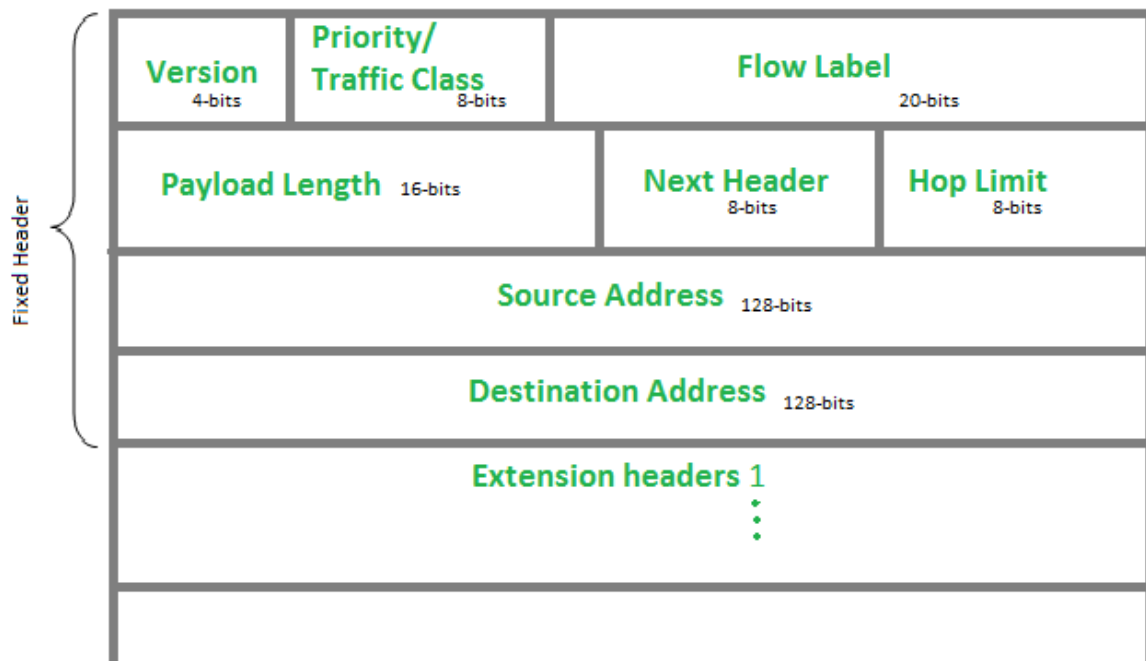 Priority/
Version
Traffic Class
Flow Label
4-bits
8-bits
20-bits
Payload Length 16-bits
Next Header
8-bits
Hop Limit
8-bits
Fixed Header
Source Address 128-bits
Destination Address 128-bits
Extension headers 1